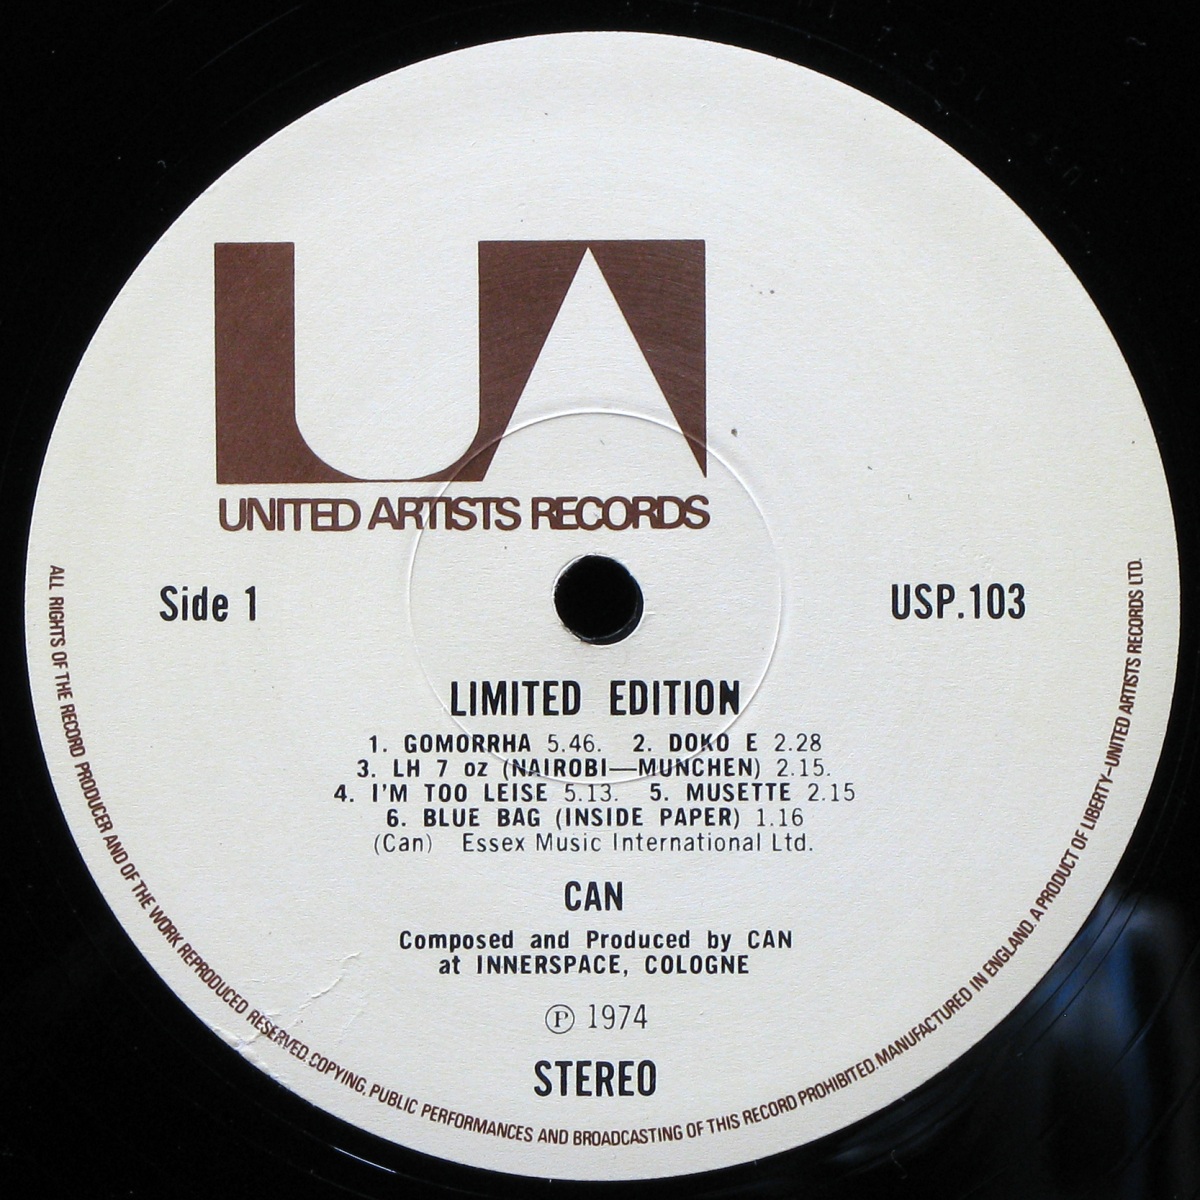 UA
UNITED ARTISTS RECORDS
Side 1
USP.103
LIMITED EDITION
1. GOMORRHA 5.46. 2. DOKO E 2.28
3. LH 7 oz (NAIROBI—MUNCHEN) 2.15.
4. I'M TOO LEISE 5.13. 5. MUSETTE 2.15
6. BLUE BAG (INSIDE PAPER) 1.16
(Can) Essex Music International Ltd.
CAN
Composed and Produced by CAN
at INNERSPACE, COLOGNE
Ⓟ 1974
STEREO
ALL RIGHTS OF THE RECORD PRODUCER AND OF THE WORK REPRODUCED RESERVED. COPYING, PUBLIC PERFORMANCES AND BROADCASTING OF THIS RECORD PROHIBITED. MANUFACTURED IN ENGLAND. A PRODUCT OF LIBERTY-UNITED ARTISTS RECORDS LTD.